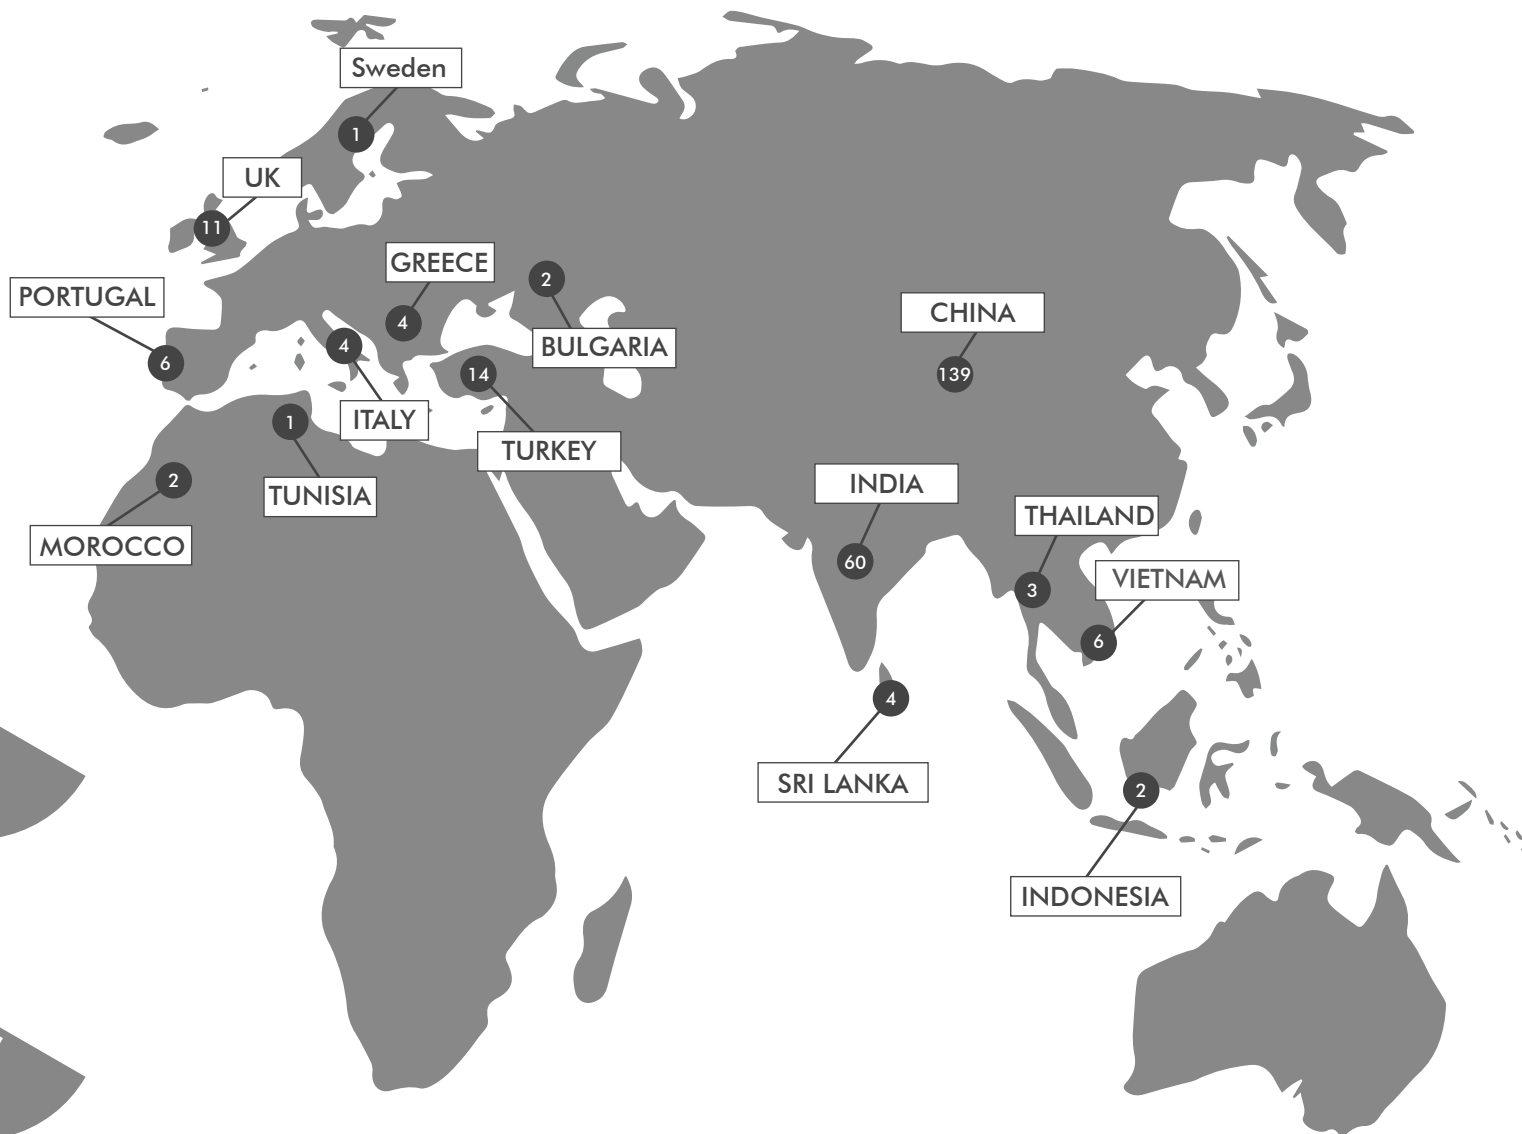 Sweden
1
UK
11
GREECE
4
2
BULGARIA
PORTUGAL
6
4
ITALY
14
TURKEY
CHINA
139
1
TUNISIA
2
MOROCCO
INDIA
60
THAILAND
3
VIETNAM
6
4
SRI LANKA
2
INDONESIA